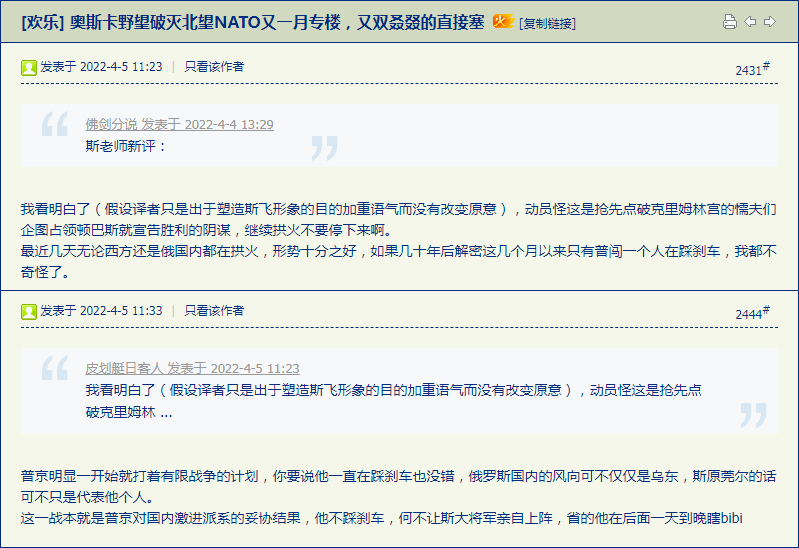 [欢乐] 奥斯卡野望破灭北望NATO又一月专楼，又双叒叕的直接塞 火 [复制链接]
发表于 2022-4-5 11:23 | 只看该作者
2431#
佛剑分说 发表于 2022-4-4 13:29
斯老师新评：
我看明白了（假设译者只是出于塑造斯飞形象的目的加重语气而没有改变原意），动员怪这是抢先点破克里姆林宫的懦夫们
企图占领顿巴斯就宣告胜利的阴谋，继续拱火不要停下来啊。
最近几天无论西方还是俄国内都在拱火，形势十分之好，如果几十年后解密这几个月以来只有普闯一个人在踩刹车，我都不
奇怪了。
发表于 2022-4-5 11:33 | 只看该作者
2444#
皮划艇日客人 发表于 2022-4-5 11:23
我看明白了（假设译者只是出于塑造斯飞形象的目的加重语气而没有改变原意），动员怪这是抢先点
破克里姆林 ...
普京明显一开始就打着有限战争的计划，你要说他一直在踩刹车也没错，俄罗斯国内的风向可不仅仅是乌东，斯原莞尔的话
可不只是代表他个人。
这一战本就是普京对国内激进派系的妥协结果，他不踩刹车，何不让斯大将军亲自上阵，省的他在后面一天到晚瞎bibi